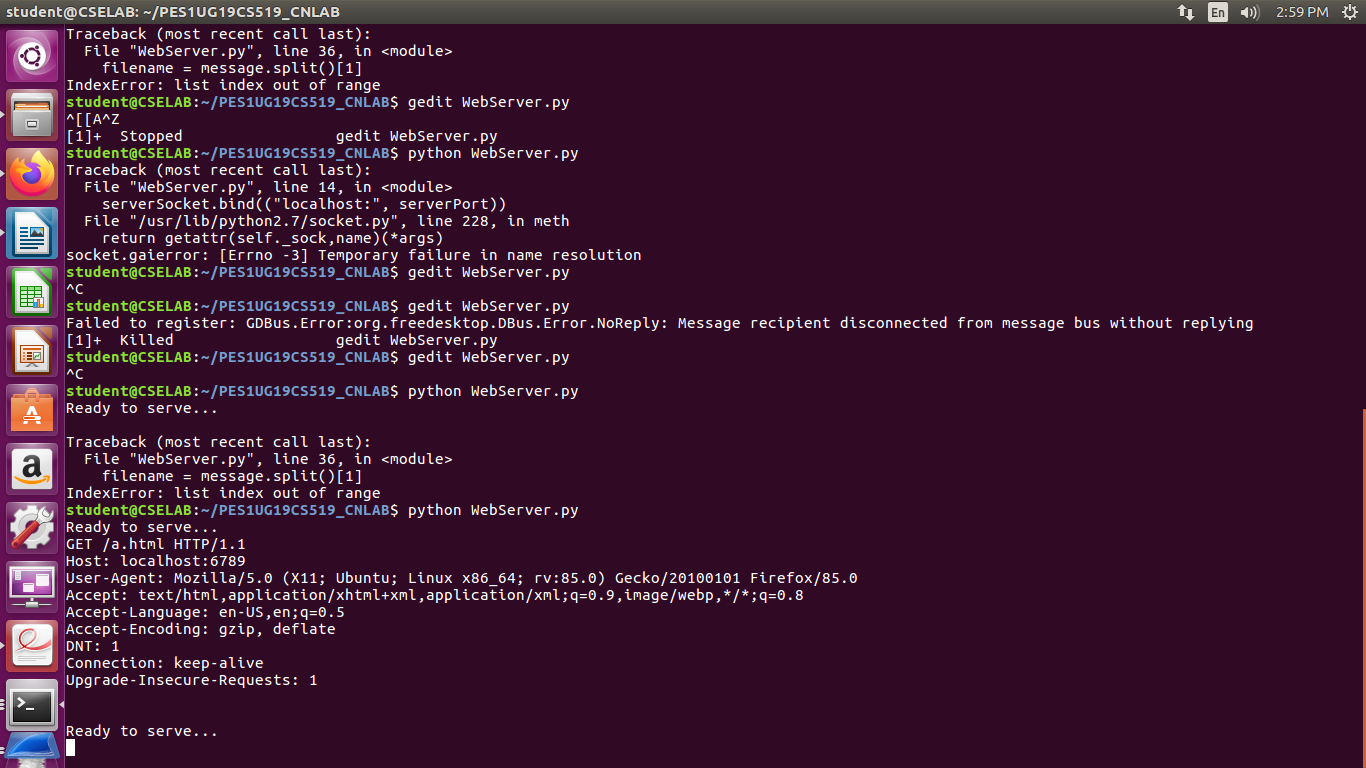 student@CSELAB: ~/PES1UG19CS519_CNLAB
En
2:59 PM
Traceback (most recent call last):
  File "WebServer.py", line 36, in <module>
    filename = message.split()[1]
IndexError: list index out of range
student@CSELAB:~/PES1UG19CS519_CNLAB$ gedit WebServer.py
^[[A^Z
[1]+  Stopped                 gedit WebServer.py
student@CSELAB:~/PES1UG19CS519_CNLAB$ python WebServer.py
Traceback (most recent call last):
  File "WebServer.py", line 14, in <module>
    serverSocket.bind(("localhost:", serverPort))
  File "/usr/lib/python2.7/socket.py", line 228, in meth
    return getattr(self._sock,name)(*args)
socket.gaierror: [Errno -3] Temporary failure in name resolution
student@CSELAB:~/PES1UG19CS519_CNLAB$ gedit WebServer.py
^C
student@CSELAB:~/PES1UG19CS519_CNLAB$ gedit WebServer.py
Failed to register: GDBus.Error:org.freedesktop.DBus.Error.NoReply: Message recipient disconnected from message bus without replying
[1]+  Killed                  gedit WebServer.py
student@CSELAB:~/PES1UG19CS519_CNLAB$ gedit WebServer.py
^C
student@CSELAB:~/PES1UG19CS519_CNLAB$ python WebServer.py
Ready to serve...
Traceback (most recent call last):
  File "WebServer.py", line 36, in <module>
    filename = message.split()[1]
IndexError: list index out of range
student@CSELAB:~/PES1UG19CS519_CNLAB$ python WebServer.py
Ready to serve...
GET /a.html HTTP/1.1
Host: localhost:6789
User-Agent: Mozilla/5.0 (X11; Ubuntu; Linux x86_64; rv:85.0) Gecko/20100101 Firefox/85.0
Accept: text/html,application/xhtml+xml,application/xml;q=0.9,image/webp,*/*;q=0.8
Accept-Language: en-US,en;q=0.5
Accept-Encoding: gzip, deflate
DNT: 1
Connection: keep-alive
Upgrade-Insecure-Requests: 1
Ready to serve...